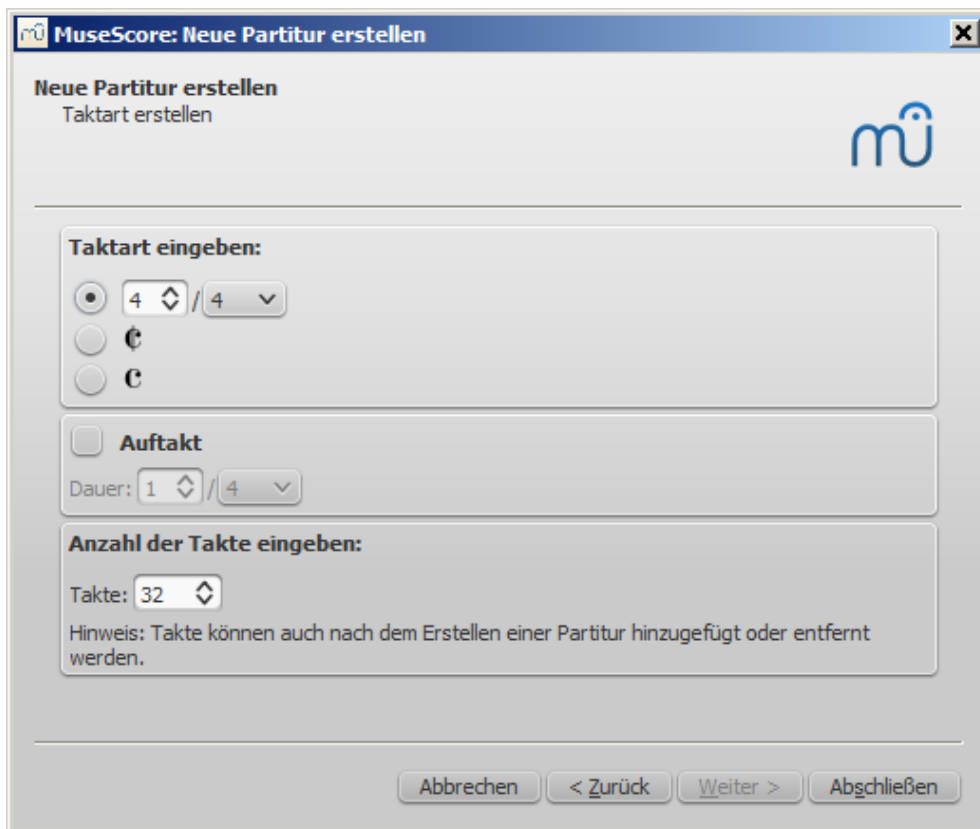 MuseScore: Neue Partitur erstellen
Neue Partitur erstellen
Taktart erstellen
Taktart eingeben:
4 / 4
𝄵
𝄴
Auftakt
Dauer: 1 / 4
Anzahl der Takte eingeben:
Takte: 32
Hinweis: Takte können auch nach dem Erstellen einer Partitur hinzugefügt oder entfernt
werden.
Abbrechen < Zurück Weiter > Abschließen